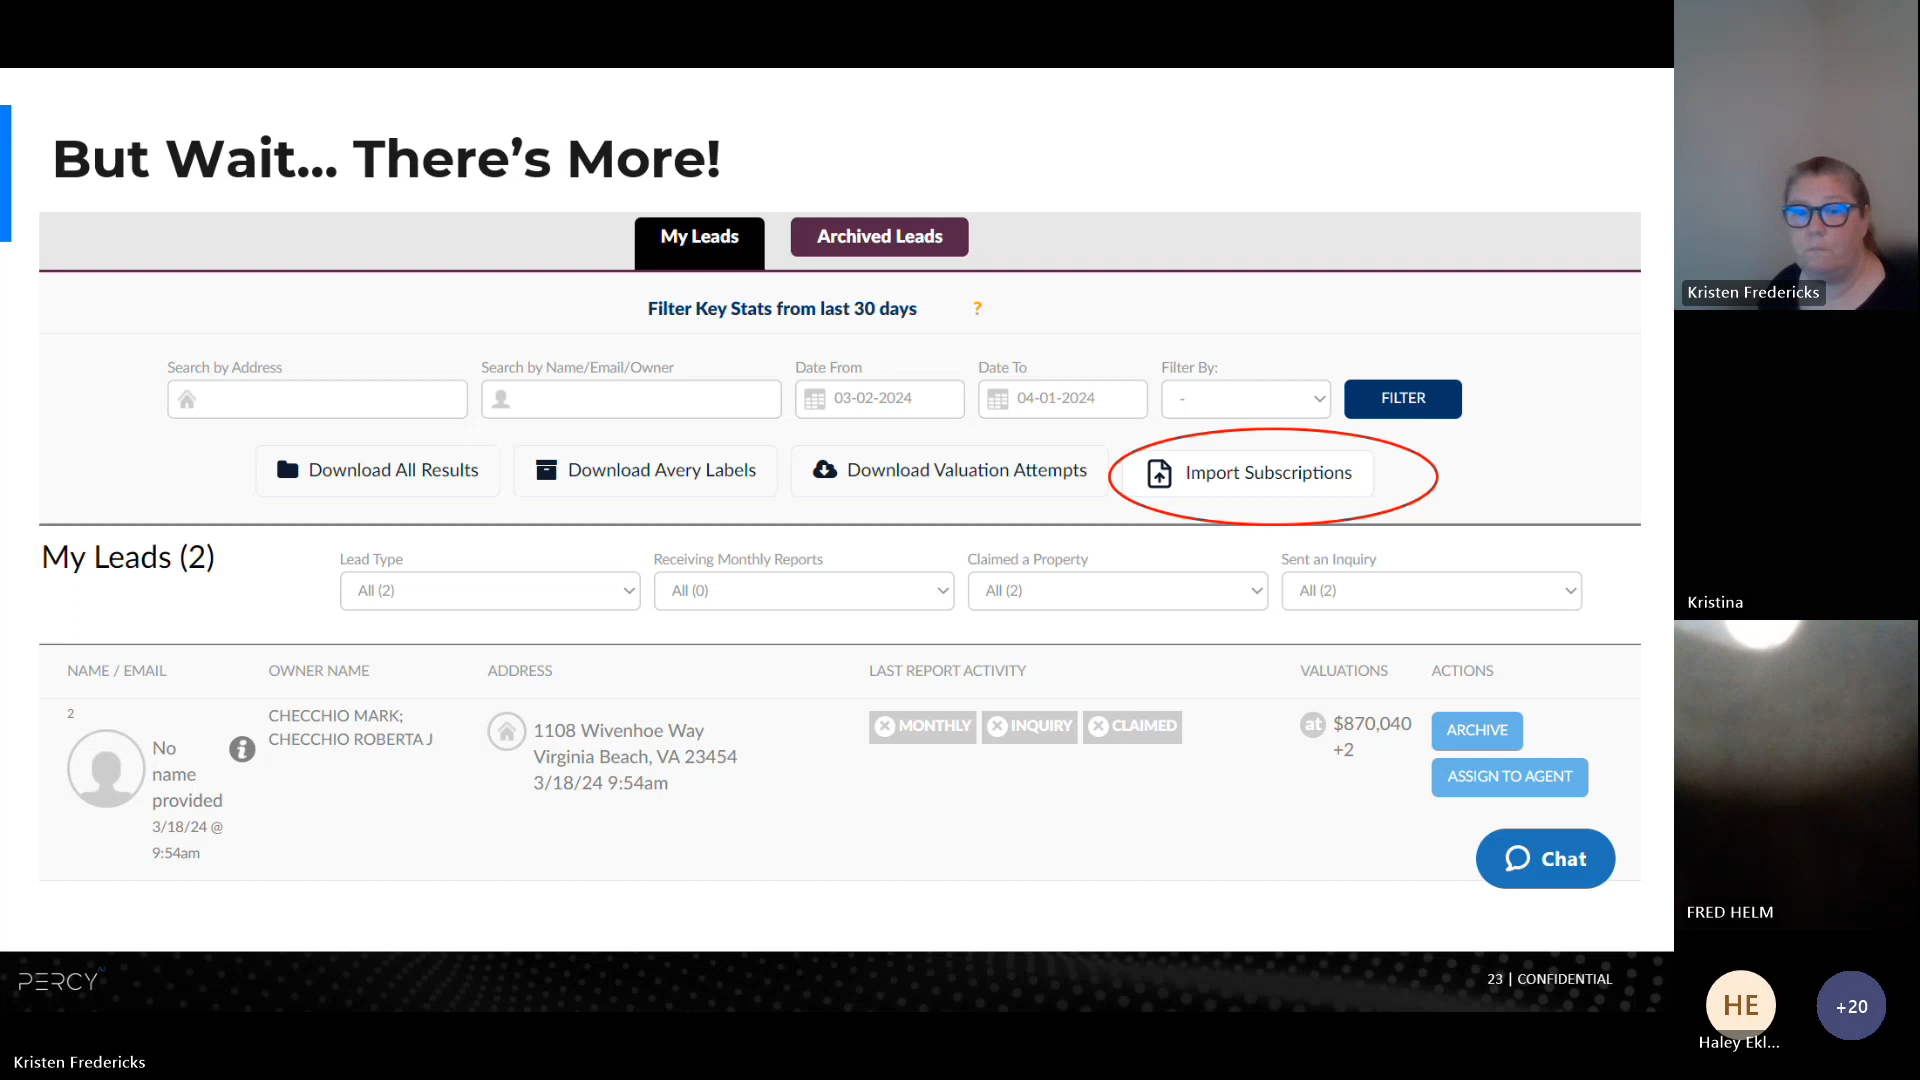 But Wait... There's More!
My Leads
Archived Leads
Filter Key Stats from last 30 days ?
Search by Address
Search by Name/Email/Owner
Date From
Date To
Filter By:
03-02-2024
04-01-2024
-
FILTER
Download All Results
Download Avery Labels
Download Valuation Attempts
Import Subscriptions
My Leads (2)
Lead Type
Receiving Monthly Reports
Claimed a Property
Sent an Inquiry
All (2)
All (0)
All (2)
All (2)
NAME / EMAIL
OWNER NAME
ADDRESS
LAST REPORT ACTIVITY
VALUATIONS
ACTIONS
2
No
name
provided
3/18/24 @
9:54am
CHECCHIO MARK;
CHECCHIO ROBERTA J
1108 Wivenhoe Way
Virginia Beach, VA 23454
3/18/24 9:54am
MONTHLY
INQUIRY
CLAIMED
at $870,040
+2
ARCHIVE
ASSIGN TO AGENT
Chat
PERCY AI
23 | CONFIDENTIAL
Kristen Fredericks
Kristen Fredericks
Kristina
FRED HELM
HE
Haley Ekl...
+20